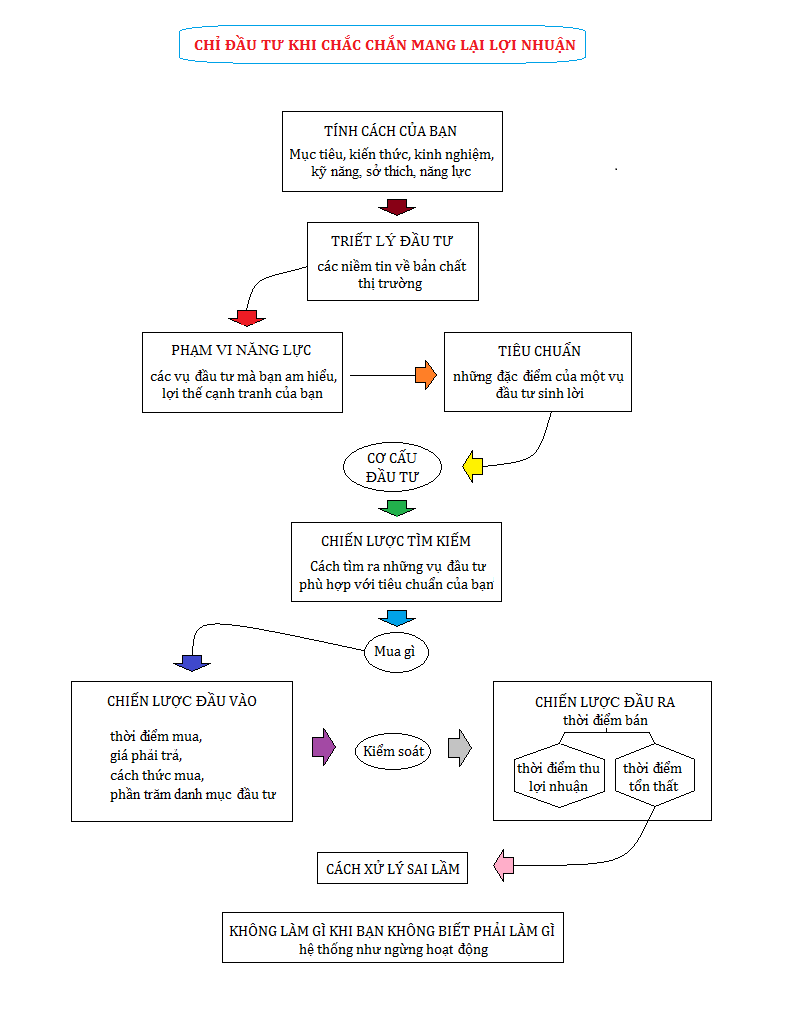 CHỈ ĐẦU TƯ KHI CHẮC CHẮN MANG LẠI LỢI NHUẬN
TÍNH CÁCH CỦA BẠN
Mục tiêu, kiến thức, kinh nghiệm,
kỹ năng, sở thich, năng lực
TRIẾT LÝ ĐẦU TƯ
các niềm tin về bản chất
thị trường
PHẠM VI NĂNG LỰC
các vụ đầu tư mà bạn am hiểu,
lợi thế cạnh tranh của bạn
TIÊU CHUẨN
những đặc điểm của một vụ
đầu tư sinh lời
CƠ CẤU
ĐẦU TƯ
CHIẾN LƯỢC TÌM KIẾM
Cách tìm ra những vụ đầu tư
phù hợp với tiêu chuẩn của bạn
Mua gì
CHIẾN LƯỢC ĐẦU VÀO
thời điểm mua,
giá phải trả,
cách thức mua,
phần trăm danh mục đầu tư
Kiểm soát
CHIẾN LƯỢC ĐẦU RA
thời điểm bán
thời điểm thu
lợi nhuận
thời điểm
tổn thất
CÁCH XỬ LÝ SAI LẦM
KHÔNG LÀM GÌ KHI BẠN KHÔNG BIẾT PHẢI LÀM GÌ
hệ thống như ngừng hoạt động